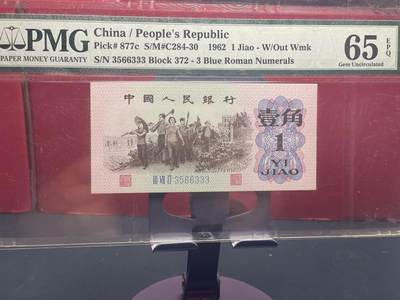 PMG
PAPER MONEY GUARANTY
China / People's Republic
Pick# 877c S/M#C284-30 1962 1 Jiao - W/Out Wmk
S/N 3566333 Block 372 - 3 Blue Roman Numerals
65 EPQ
Gem Uncirculated
中国人民银行
壹角
1
YI
JIAO
3566333